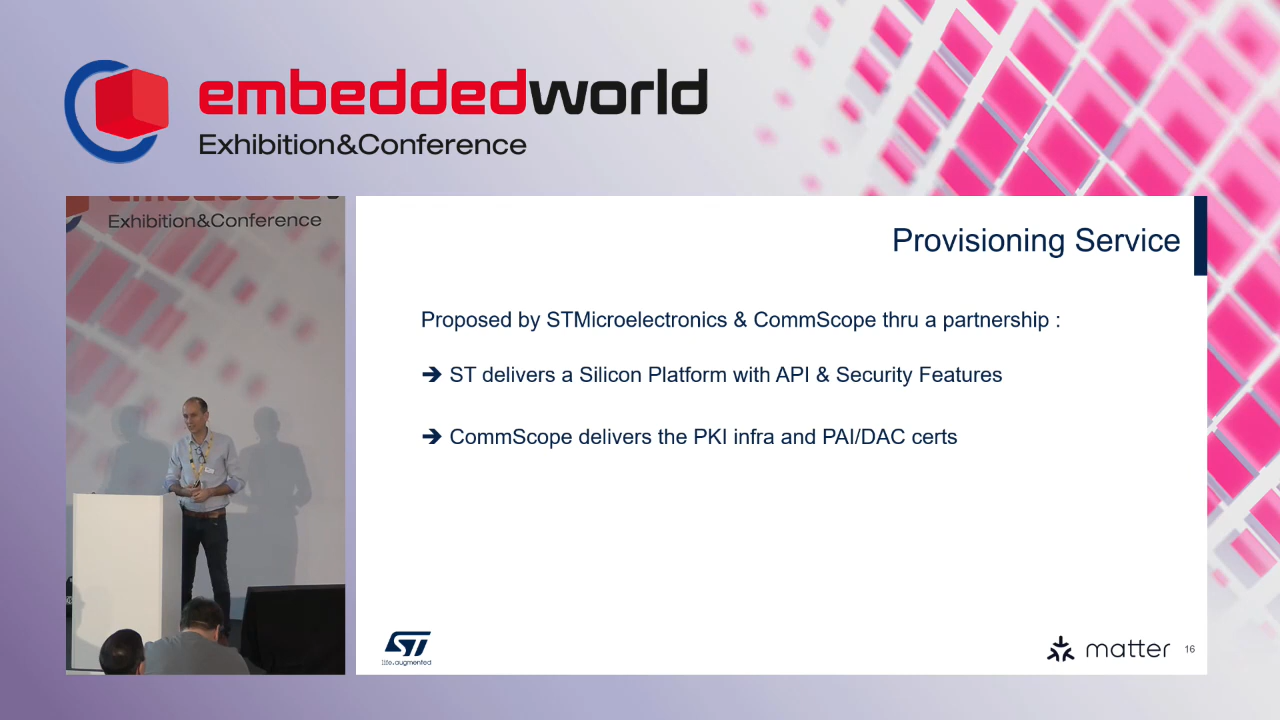 embeddedworld
Exhibition&Conference
Exhibition&Conference
Provisioning Service
Proposed by STMicroelectronics & CommScope thru a partnership :
➔ ST delivers a Silicon Platform with API & Security Features
➔ CommScope delivers the PKI infra and PAI/DAC certs
ST
life.augmented
matter
16